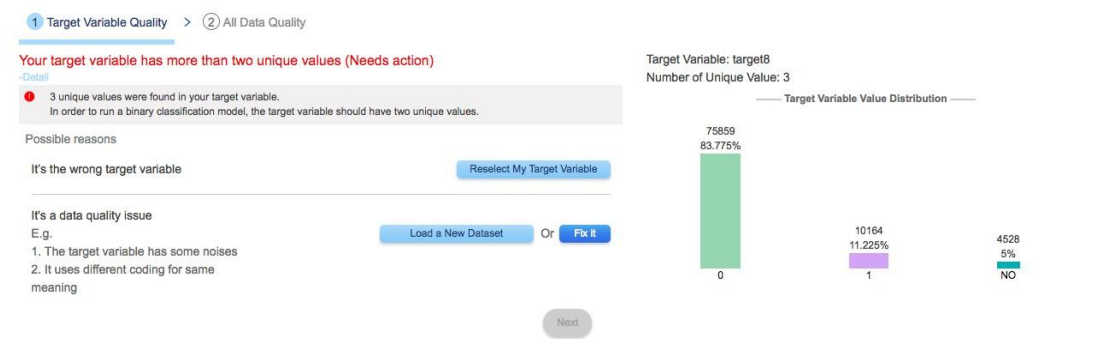 1 Target Variable Quality > 2 All Data Quality
Your target variable has more than two unique values (Needs action)
-Detail
3 unique values were found in your target variable.
In order to run a binary classification model, the target variable should have two unique values.
Possible reasons
It's the wrong target variable
Reselect My Target Variable
It's a data quality issue
E.g.
1. The target variable has some noises
2. It uses different coding for same
meaning
Load a New Dataset Or Fix it
Next
Target Variable: target8
Number of Unique Value: 3
Target Variable Value Distribution
75859
83.775%
10164
11.225%
4528
5%
0 1 NO